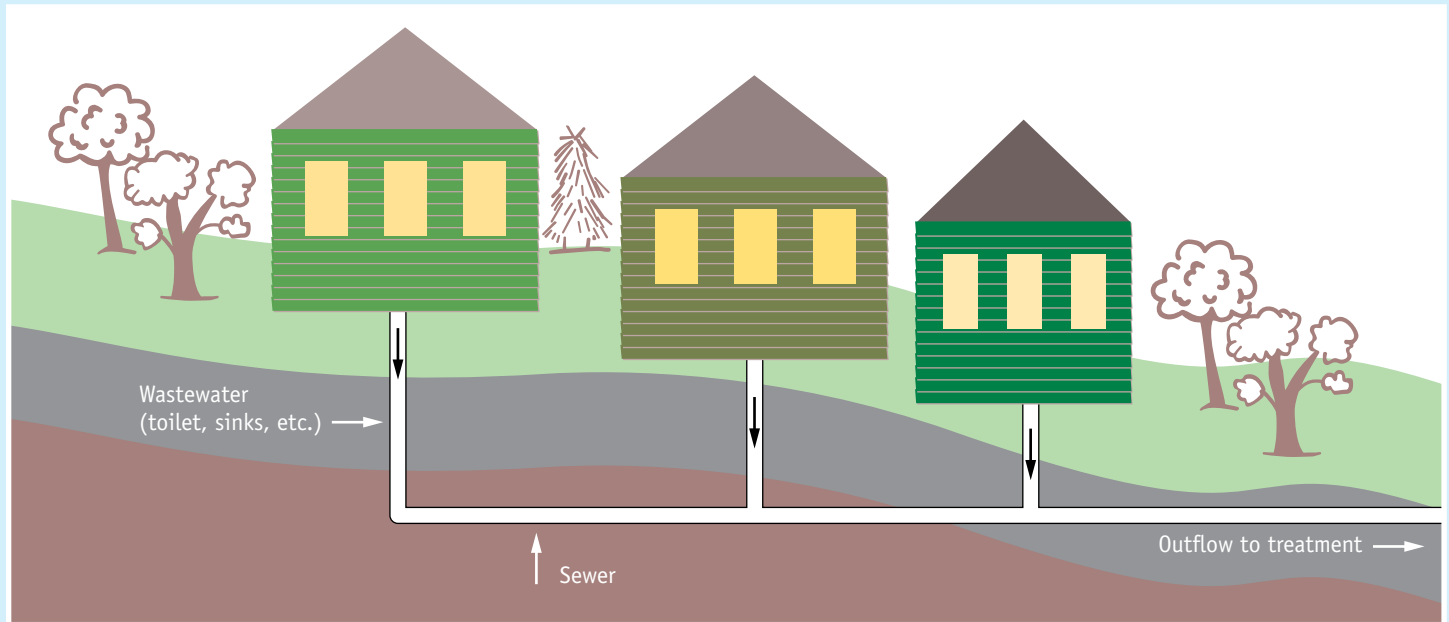 Wastewater
(toilet, sinks, etc.)
Outflow to treatment
Sewer